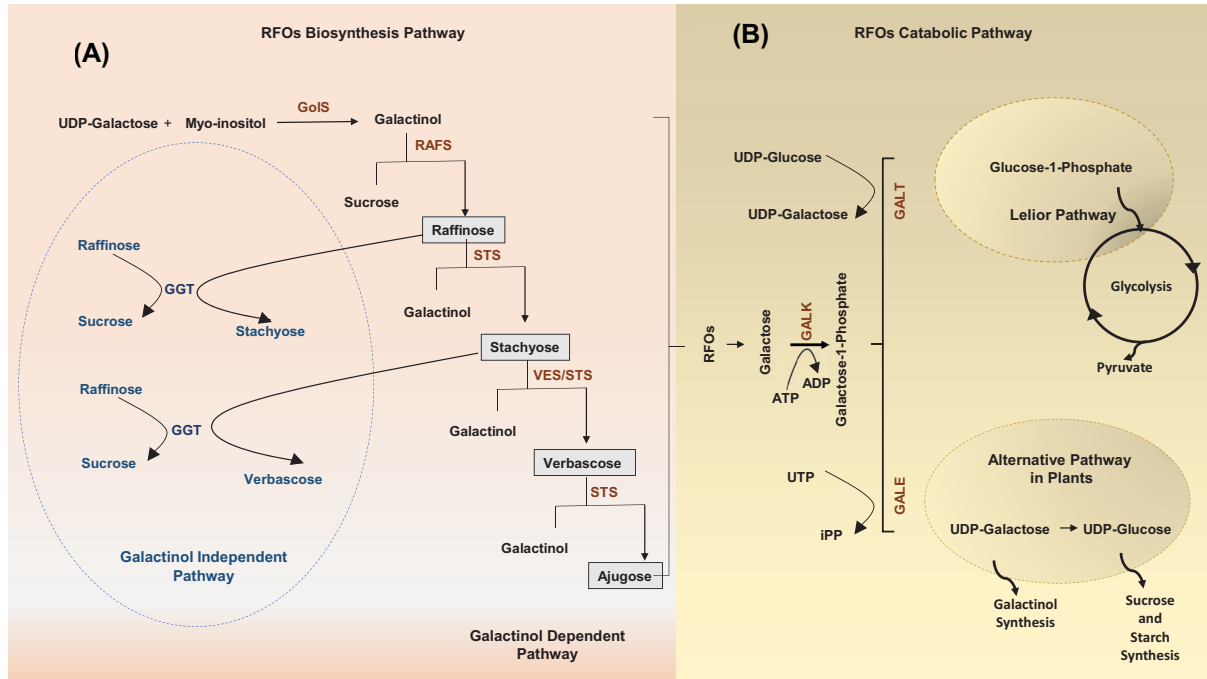 (A)
RFOs Biosynthesis Pathway
UDP-Galactose + Myo-inositol
GolS
Galactinol
RAFS
Sucrose
Raffinose
STS
Galactinol
Stachyose
VES/STS
Galactinol
Verbascose
STS
Galactinol
Ajugose
Raffinose
GGT
Sucrose
Stachyose
Raffinose
GGT
Sucrose
Verbascose
Galactinol Independent
Pathway
Galactinol Dependent
Pathway
(B)
RFOs Catabolic Pathway
RFOs
Galactose
GALK
ATP
ADP
Galactose-1-Phosphate
UDP-Glucose
UDP-Galactose
GALT
UTP
iPP
GALE
Glucose-1-Phosphate
Lelior Pathway
Glycolysis
Pyruvate
Alternative Pathway
in Plants
UDP-Galactose
UDP-Glucose
Galactinol
Synthesis
Sucrose
and
Starch
Synthesis